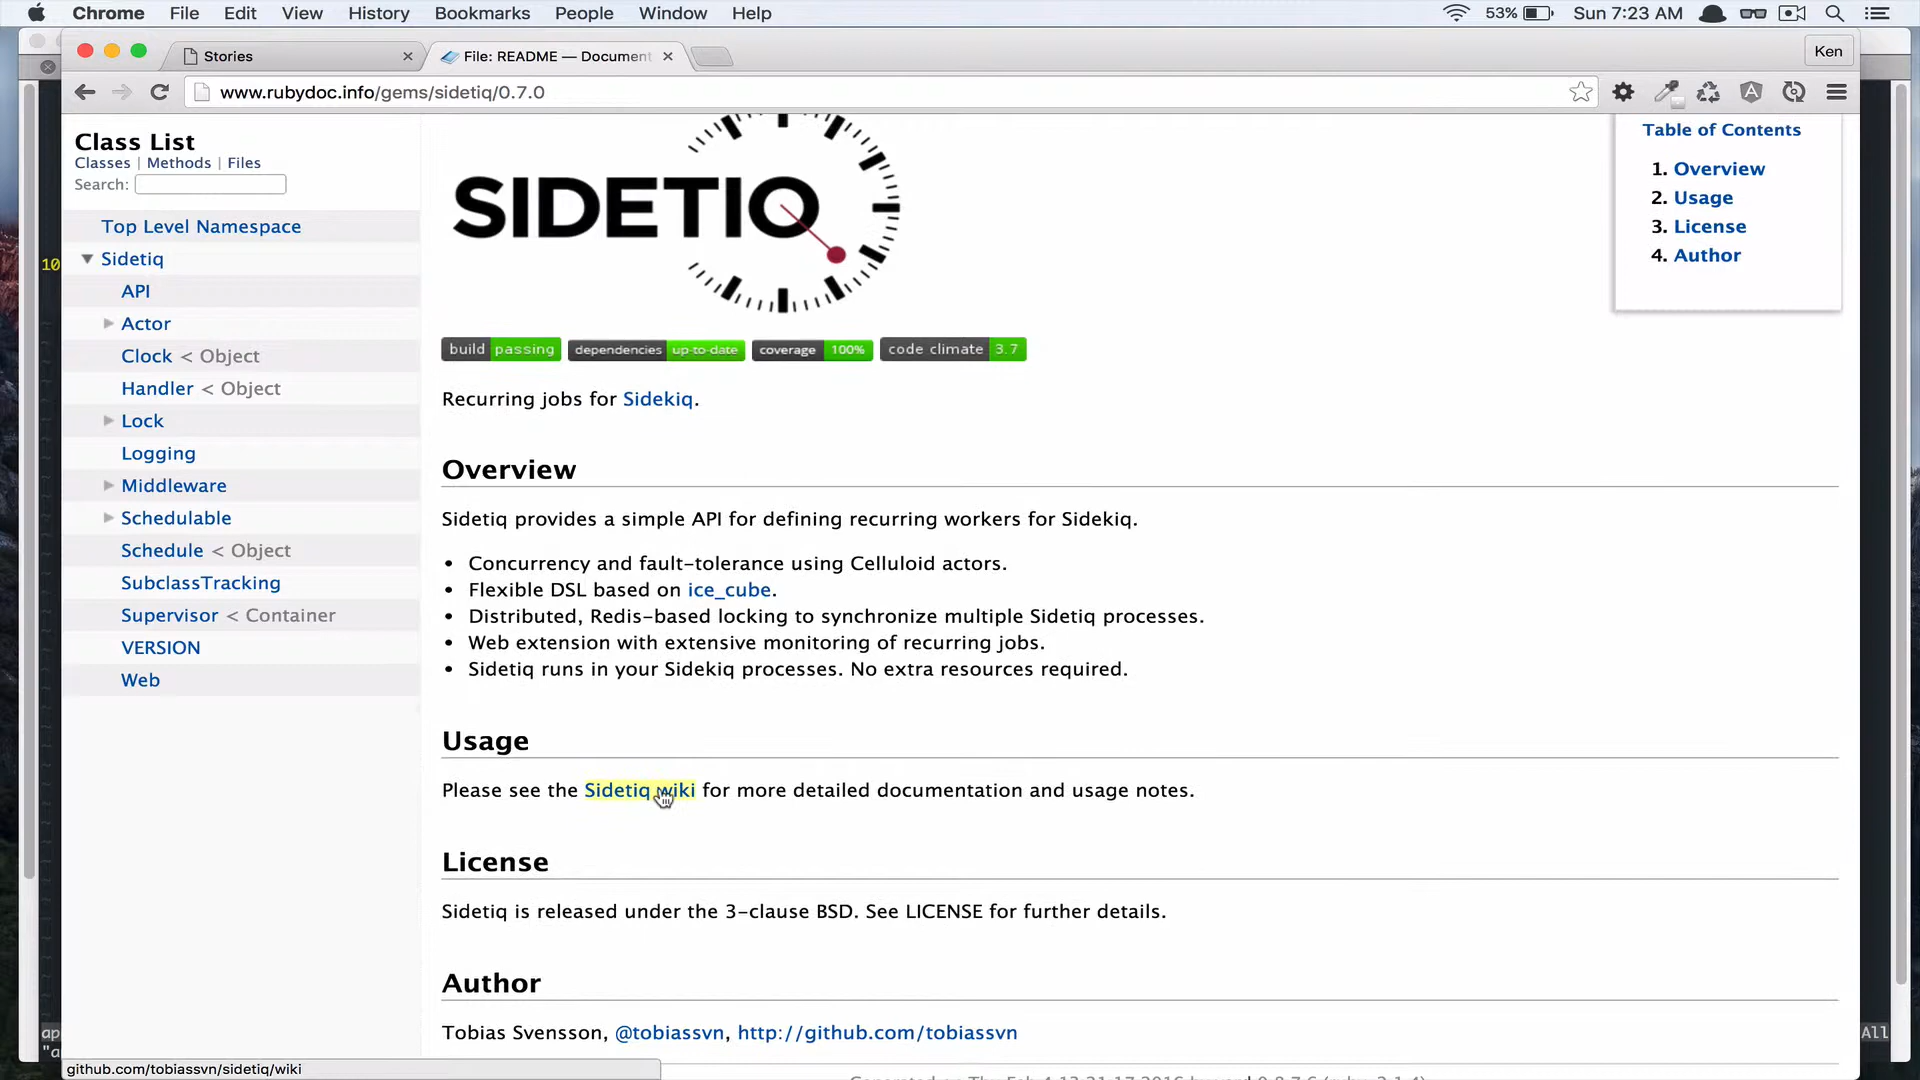 Chrome File Edit View History Bookmarks People Window Help 53% Sun 7:23 AM
Stories File: README — Document Ken
www.rubydoc.info/gems/sidetiq/0.7.0
Class List
Classes | Methods | Files
Search:
Top Level Namespace
Sidetiq
API
Actor
Clock < Object
Handler < Object
Lock
Logging
Middleware
Schedulable
Schedule < Object
SubclassTracking
Supervisor < Container
VERSION
Web
10
SIDETIQ
build passing dependencies up-to-date coverage 100% code climate 3.7
Recurring jobs for Sidekiq.
Overview
Sidetiq provides a simple API for defining recurring workers for Sidekiq.
• Concurrency and fault-tolerance using Celluloid actors.
• Flexible DSL based on ice_cube.
• Distributed, Redis-based locking to synchronize multiple Sidetiq processes.
• Web extension with extensive monitoring of recurring jobs.
• Sidetiq runs in your Sidekiq processes. No extra resources required.
Usage
Please see the Sidetiq wiki for more detailed documentation and usage notes.
License
Sidetiq is released under the 3-clause BSD. See LICENSE for further details.
Author
Tobias Svensson, @tobiassvn, http://github.com/tobiassvn
Table of Contents
1. Overview
2. Usage
3. License
4. Author
ap
"a
All
github.com/tobiassvn/sidetiq/wiki